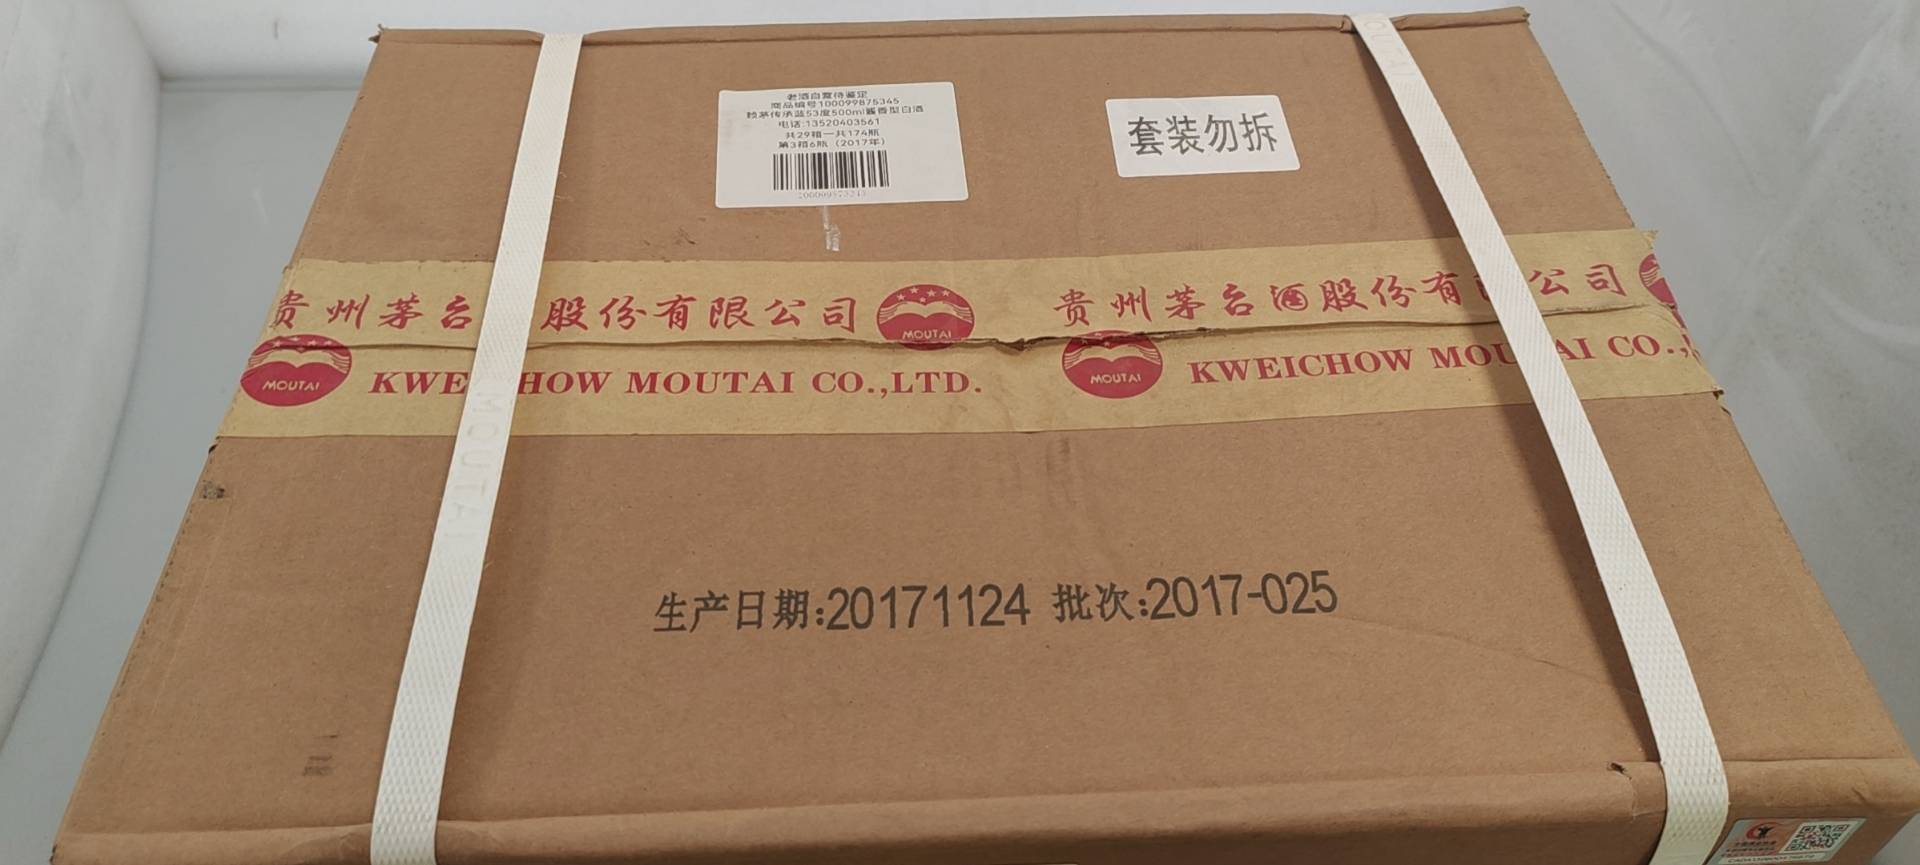 老酒自营待鉴定
商品编号100099875345
赖茅传承蓝53度500ml酱香型白酒
电话:13520403561
共29箱一共174瓶
第3箱6瓶（2017年）
套装勿拆
MOUTAI
贵州茅台 股份有限公司
MOUTAI
贵州茅台酒股份有 公司
MOUTAI
KWE HOW MOUTAI CO.,LTD.
MOUTAI
KWEICHOW MOU AI CO.,
MOUTAI
生产日期:20171124 批次:2017-025